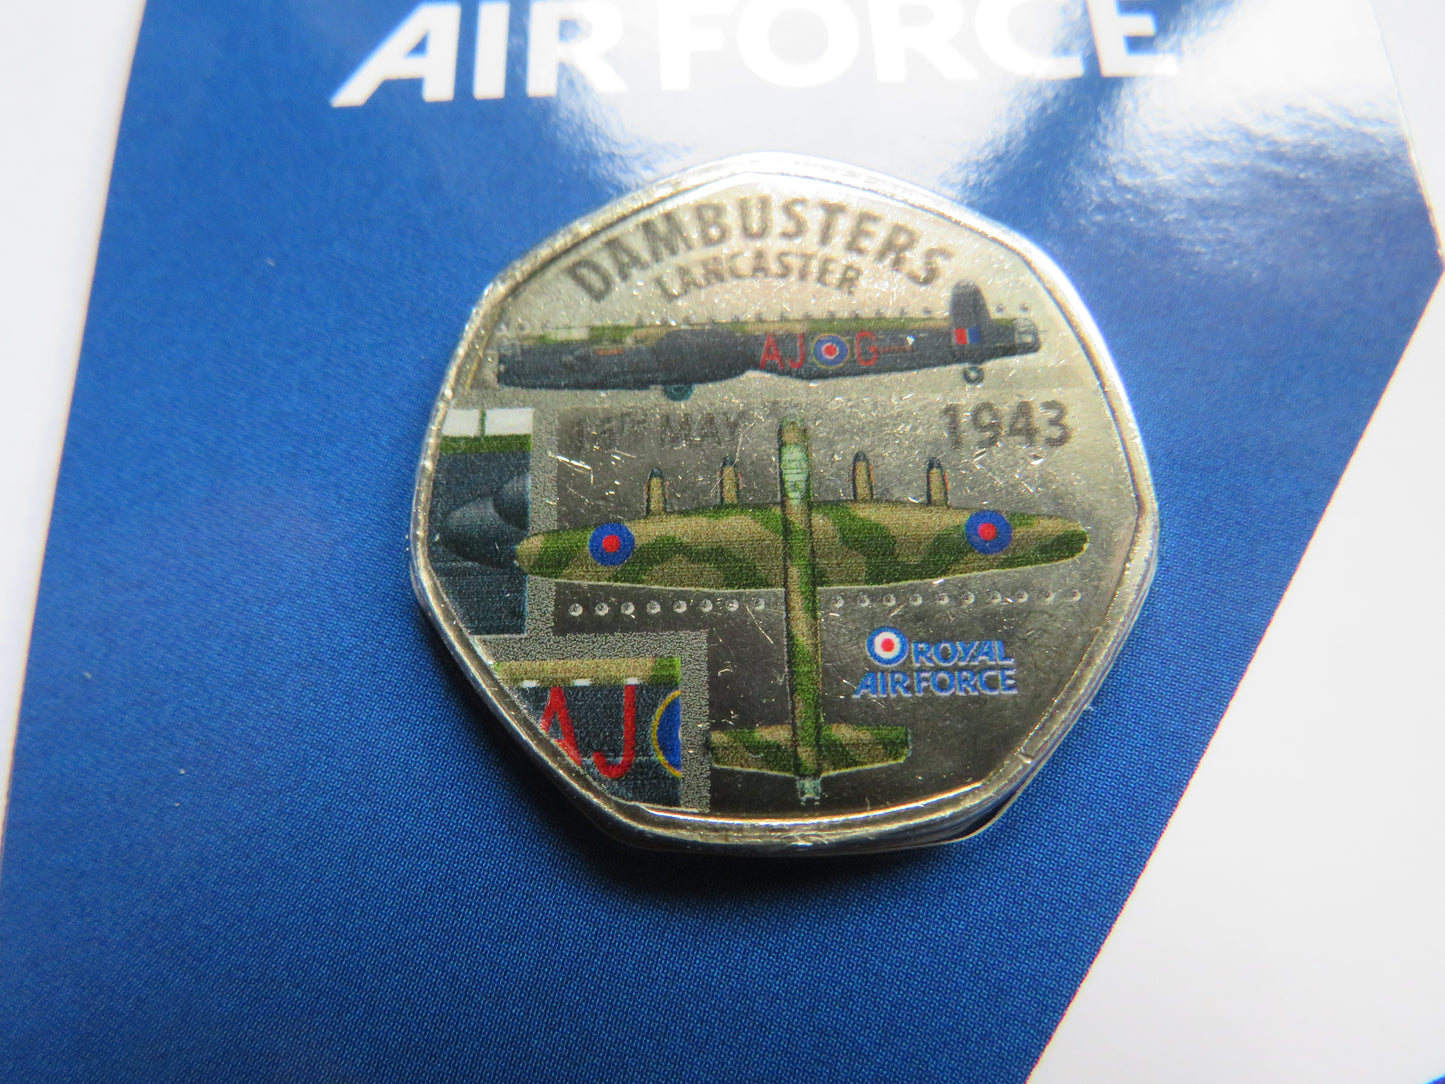 AIR FORCE
DAMBUSTERS
LANCASTER
AJ G
MAY
1943
ROYAL
AIR FORCE
AJ